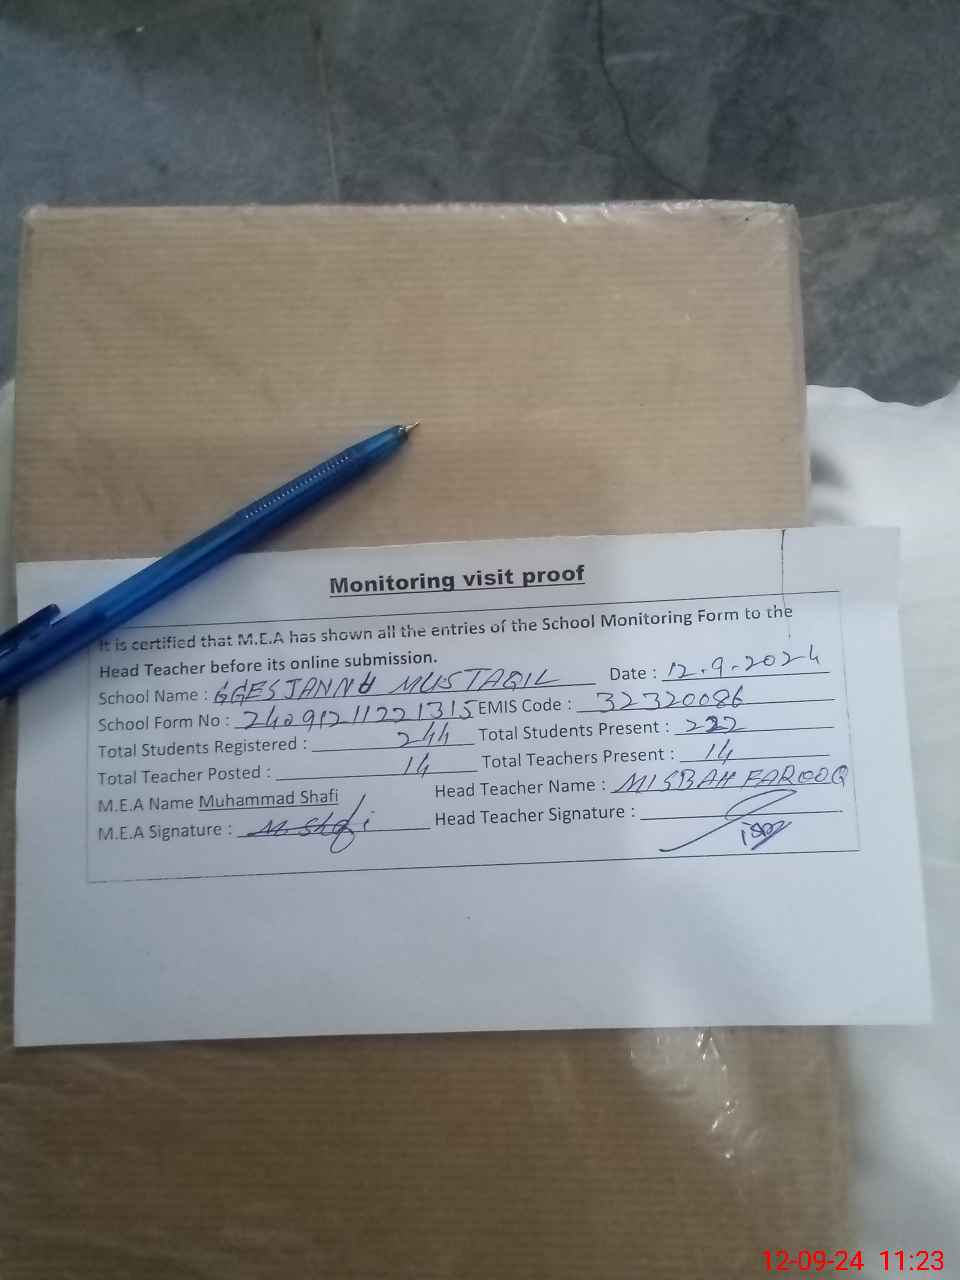 Monitoring visit proof
It is certified that M.E.A has shown all the entries of the School Monitoring Form to the
Head Teacher before its online submission.
School Name : GGES JANNU MUSTAQIL Date : 12.9.2024
School Form No : 2409121121315 EMIS Code : 32320086
Total Students Registered : 244 Total Students Present : 222
Total Teacher Posted : 14 Total Teachers Present : 14
M.E.A Name Muhammad Shafi Head Teacher Name : MISBAH FAROOQ
M.E.A Signature : M. Shafi Head Teacher Signature :
12-09-24 11:23